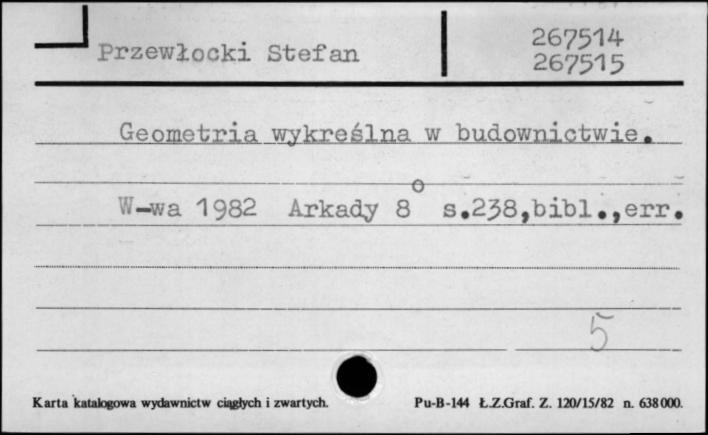 Przewłocki Stefan
267514
267515
Geometria wykreślna w budownictwie.
W-wa 1982 Arkady 8° s.238,bibl.,err.
5
Karta katalogowa wydawnictw ciągłych i zwartych. Pu-B-144 Ł.Z.Graf. Z. 120/15/82 n. 638000.